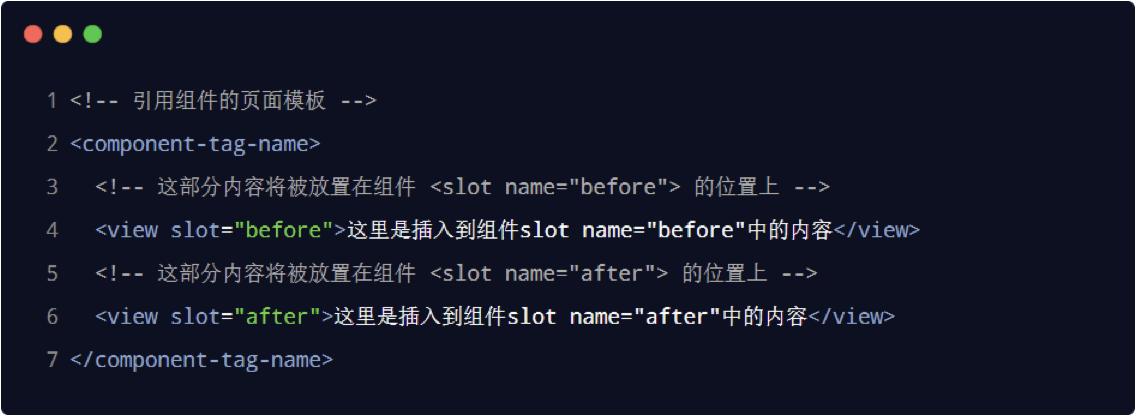 1 <!-- 引用组件的页面模板 -->
2 <component-tag-name>
3   <!-- 这部分内容将被放置在组件 <slot name="before"> 的位置上 -->
4   <view slot="before">这里是插入到组件slot name="before"中的内容</view>
5   <!-- 这部分内容将被放置在组件 <slot name="after"> 的位置上 -->
6   <view slot="after">这里是插入到组件slot name="after"中的内容</view>
7 </component-tag-name>